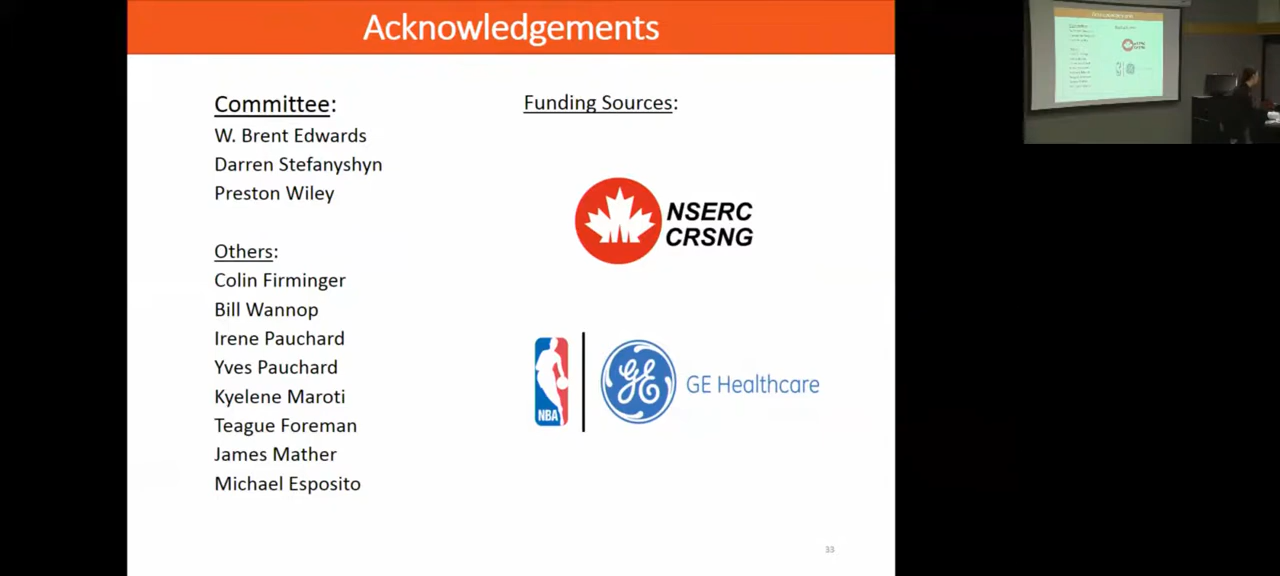 Acknowledgements
Committee:
W. Brent Edwards
Darren Stefanyshyn
Preston Wiley
Others:
Colin Firminger
Bill Wannop
Irene Pauchard
Yves Pauchard
Kyelene Maroti
Teague Foreman
James Mather
Michael Esposito
Funding Sources:
NSERC
CRSNG
NBA
GE
GE Healthcare
33